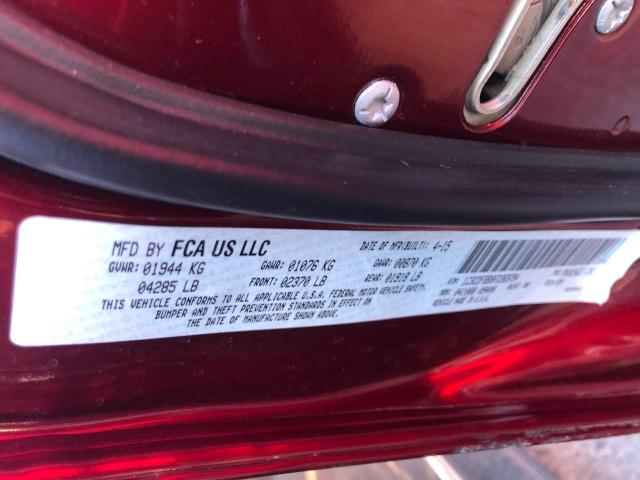 MFD BY FCA US LLC
DATE OF MFR(BUILT): 4-15
GVWR: 01944 KG GAWR: 01076 KG GAWR: 00870 KG
04285 LB FRONT: 02370 LB REAR: 01918 LB
THIS VEHICLE CONFORMS TO ALL APPLICABLE U.S.A. FEDERAL MOTOR VEHICLE SAFETY,
BUMPER AND THEFT PREVENTION STANDARDS IN EFFECT ON
THE DATE OF MANUFACTURE SHOWN ABOVE.